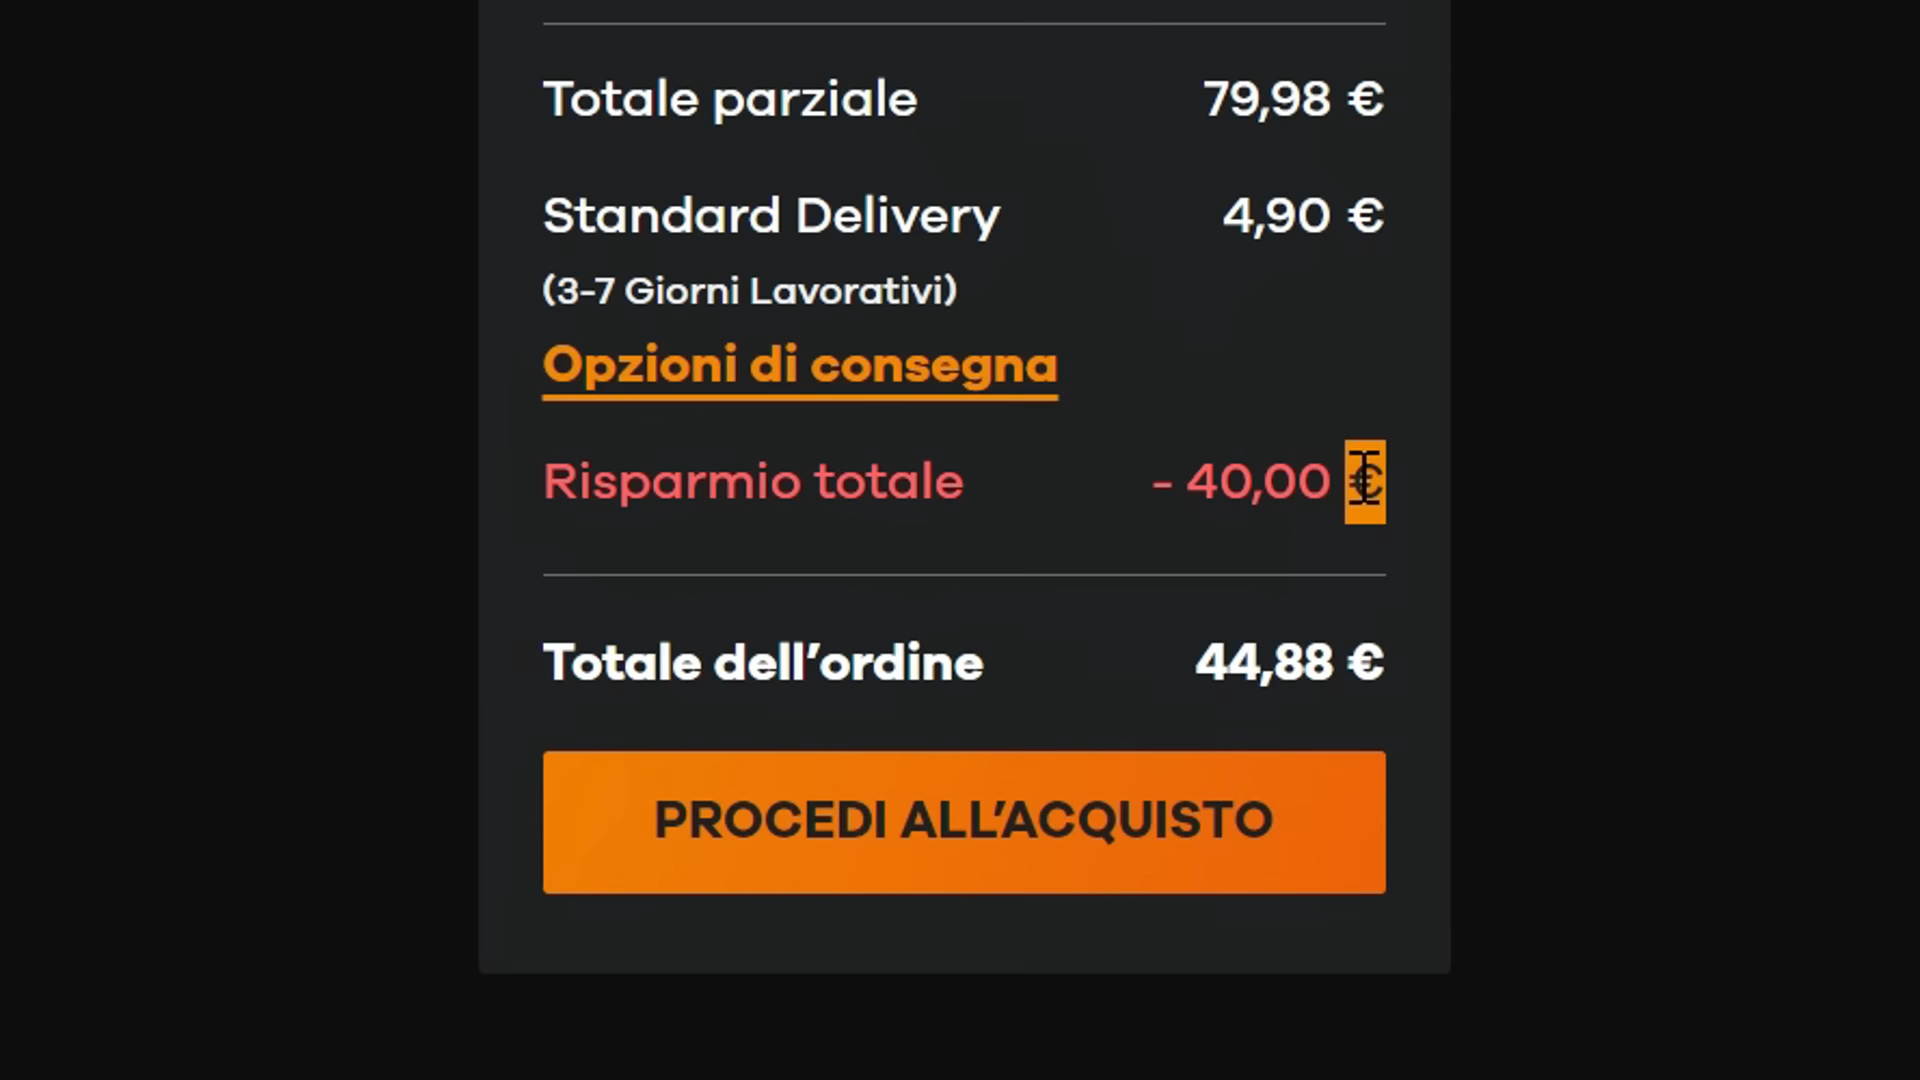 Totale parziale 79,98 €
Standard Delivery 4,90 €
(3-7 Giorni Lavorativi)
Opzioni di consegna
Risparmio totale - 40,00 €
Totale dell’ordine 44,88 €
PROCEDI ALL’ACQUISTO